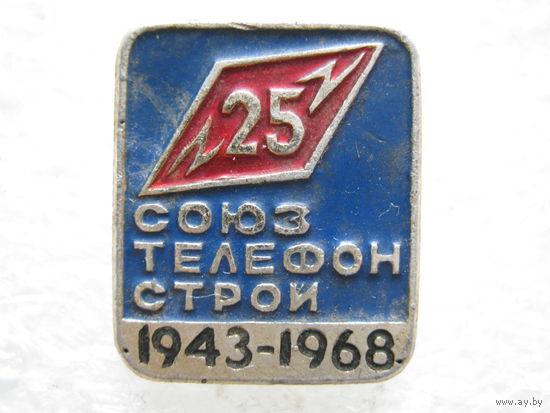 25
СОЮЗ
ТЕЛЕФОН
СТРОЙ
1943-1968
www.ay.by